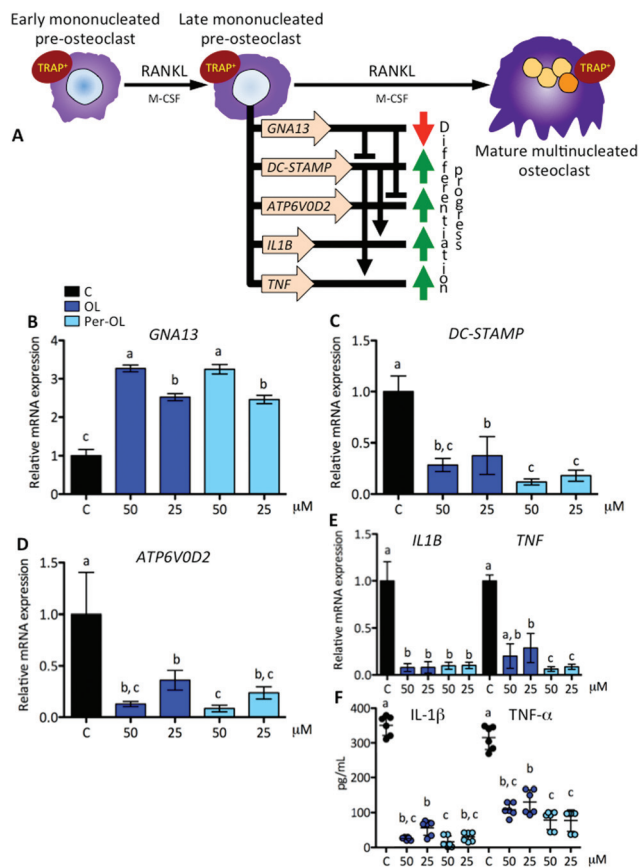 Early mononucleated
pre-osteoclast
Late mononucleated
pre-osteoclast
TRAP⁺
RANKL
M-CSF
TRAP⁺
RANKL
M-CSF
TRAP⁺
Mature multinucleated
osteoclast
A
GNA13
DC-STAMP
ATP6V0D2
IL1B
TNF
Differentiation
progress
C
OL
Per-OL
B
GNA13
Relative mRNA expression
4
3
2
1
0
c
a
b
a
b
C
50
25
50
25
µM
C
DC-STAMP
Relative mRNA expression
1.5
1.0
0.5
0.0
a
b, c
b
c
c
C
50
25
50
25
µM
D
ATP6V0D2
Relative mRNA expression
1.5
1.0
0.5
0.0
a
b, c
b
c
b, c
C
50
25
50
25
µM
E
IL1B
TNF
Relative mRNA expression
1.5
1.0
0.5
0.0
a
b
b
b
b
a
a, b
b
c
c
C 50 25 50 25 C 50 25 50 25 µM
F
IL-1β
TNF-α
pg/mL
400
300
200
100
0
a
b, c
b
c
b, c
a
b, c
b
c
c
C 50 25 50 25 C 50 25 50 25 µM